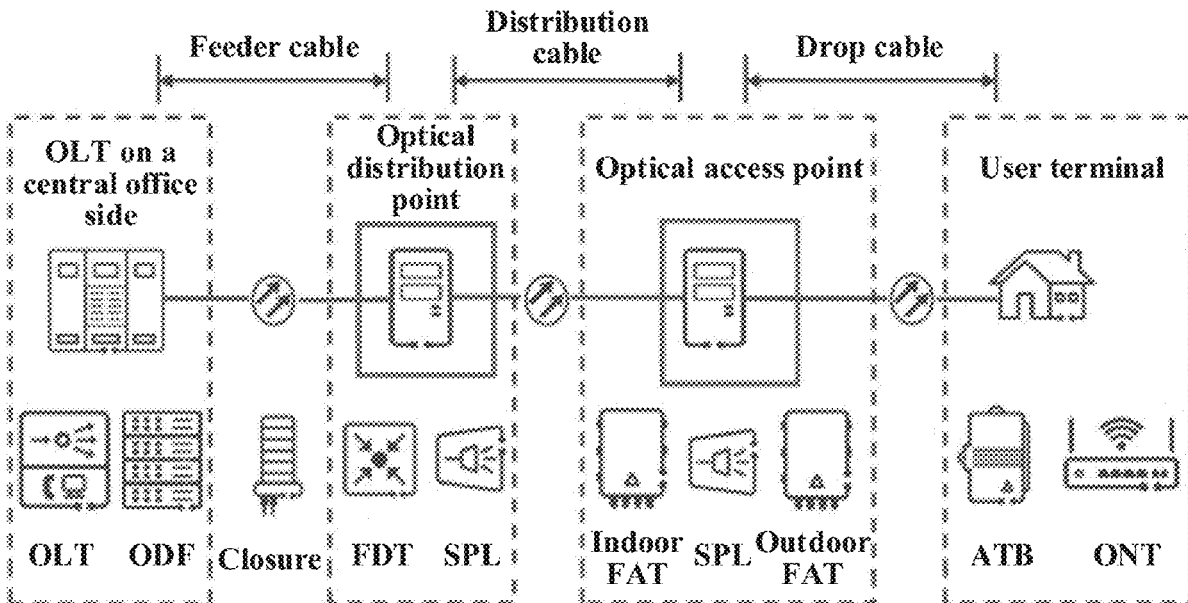 Feeder cable
Distribution
cable
Drop cable
OLT on a
central office
side
Optical
distribution
point
Optical access point
User terminal
OLT
ODF
Closure
FDT
SPL
Indoor
FAT
SPL
Outdoor
FAT
ATB
ONT